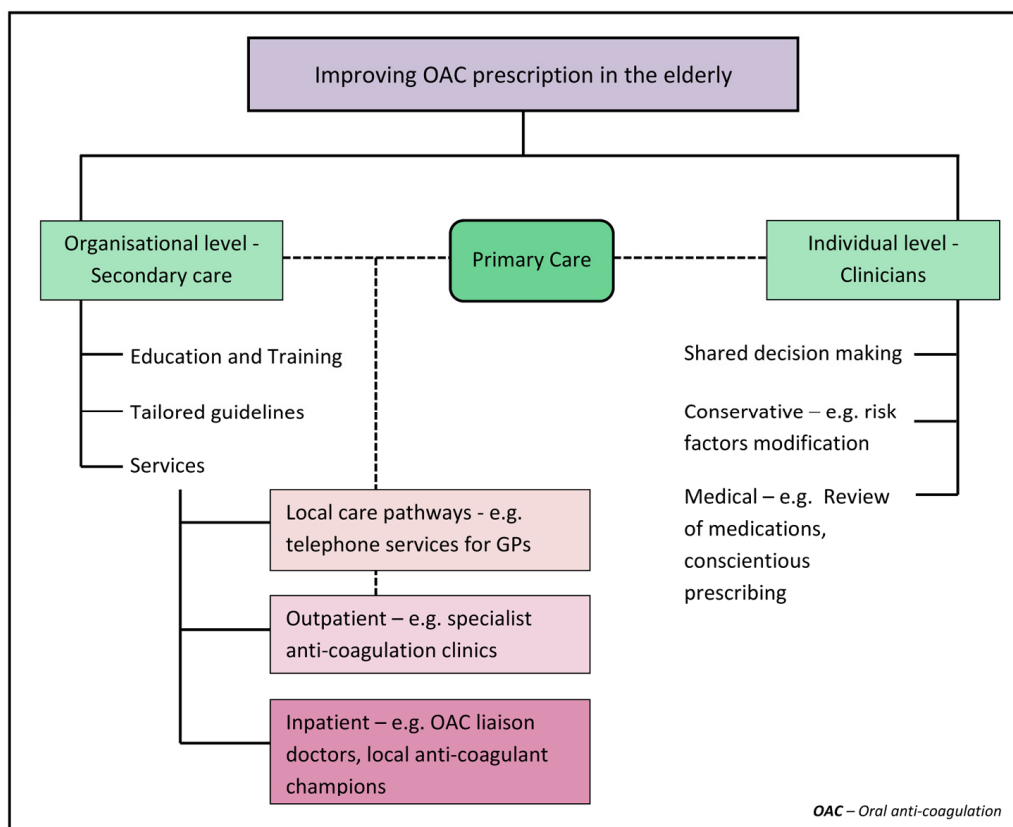 Improving OAC prescription in the elderly
Organisational level -
Secondary care
Primary Care
Individual level -
Clinicians
Education and Training
Tailored guidelines
Services
Local care pathways - e.g.
telephone services for GPs
Outpatient – e.g. specialist
anti-coagulation clinics
Inpatient – e.g. OAC liaison
doctors, local anti-coagulant
champions
Shared decision making
Conservative – e.g. risk
factors modification
Medical – e.g.  Review
of medications,
conscientious
prescribing
OAC – Oral anti-coagulation